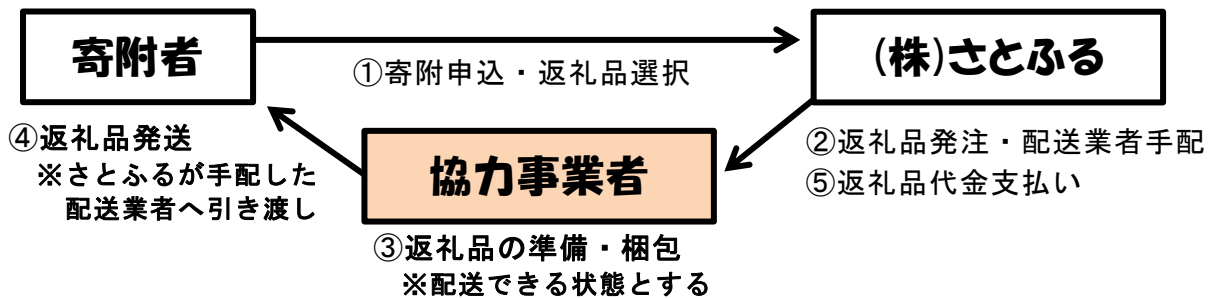 寄附者
(株)さとふる
①寄附申込・返礼品選択
④返礼品発送
※さとふるが手配した
配送業者へ引き渡し
協力事業者
②返礼品発注・配送業者手配
⑤返礼品代金支払い
③返礼品の準備・梱包
※配送できる状態とする